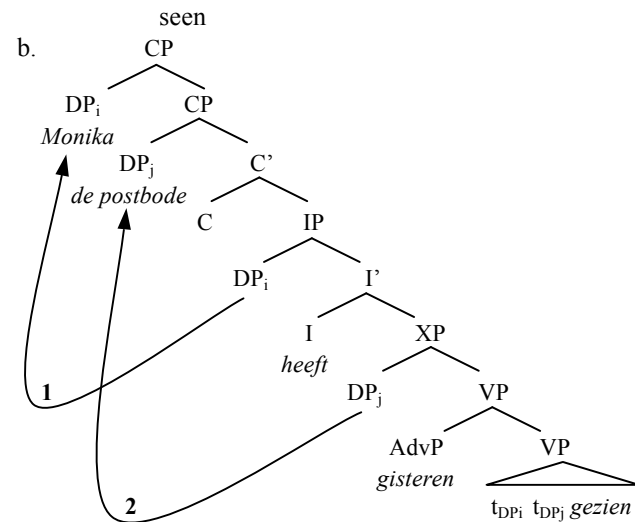 seen
b. CP
DPi CP
Monika
DPj C’
de postbode
C IP
DPi I’
I XP
heeft
1 DPj VP
AdvP VP
gisteren
2 tDPi tDPj gezien